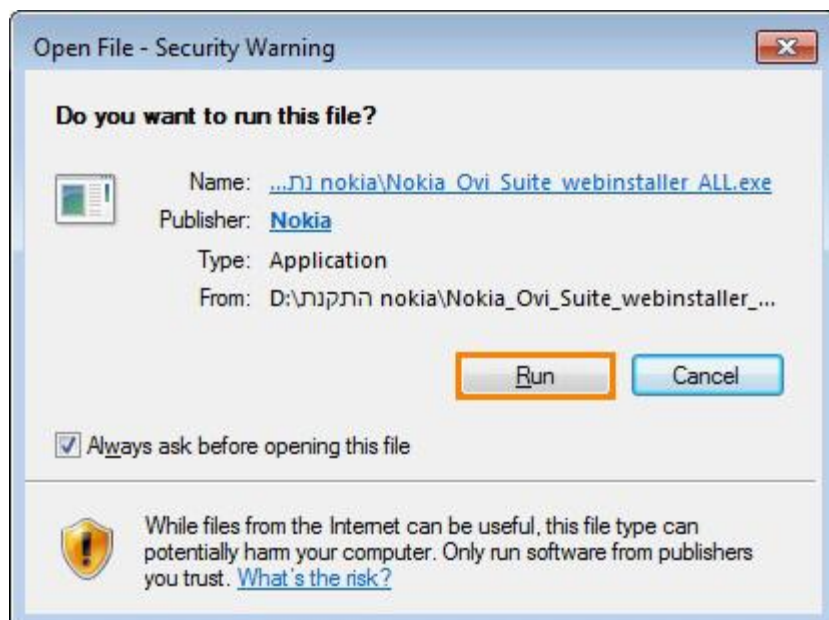 Open File - Security Warning
Do you want to run this file?
Name: ...נת nokia\Nokia_Ovi_Suite_webinstaller_ALL.exe
Publisher: Nokia
Type: Application
From: D:\התקנת nokia\Nokia_Ovi_Suite_webinstaller_...
Run Cancel
Always ask before opening this file
While files from the Internet can be useful, this file type can
potentially harm your computer. Only run software from publishers
you trust. What's the risk?